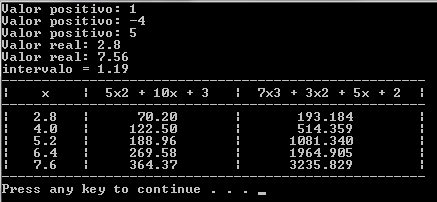 Valor positivo: 1
Valor positivo: -4
Valor positivo: 5
Valor real: 2.8
Valor real: 7.56
intervalo = 1.19
-----------------------------------------------------
¦ x ¦ 5x2 + 10x + 3 ¦ 7x3 + 3x2 + 5x + 2 ¦
-----------------------------------------------------
¦ 2.8 ¦ 70.20 ¦ 193.184 ¦
¦ 4.0 ¦ 122.50 ¦ 514.359 ¦
¦ 5.2 ¦ 188.96 ¦ 1081.340 ¦
¦ 6.4 ¦ 269.58 ¦ 1964.905 ¦
¦ 7.6 ¦ 364.37 ¦ 3235.829 ¦
-----------------------------------------------------
Press any key to continue . . . _